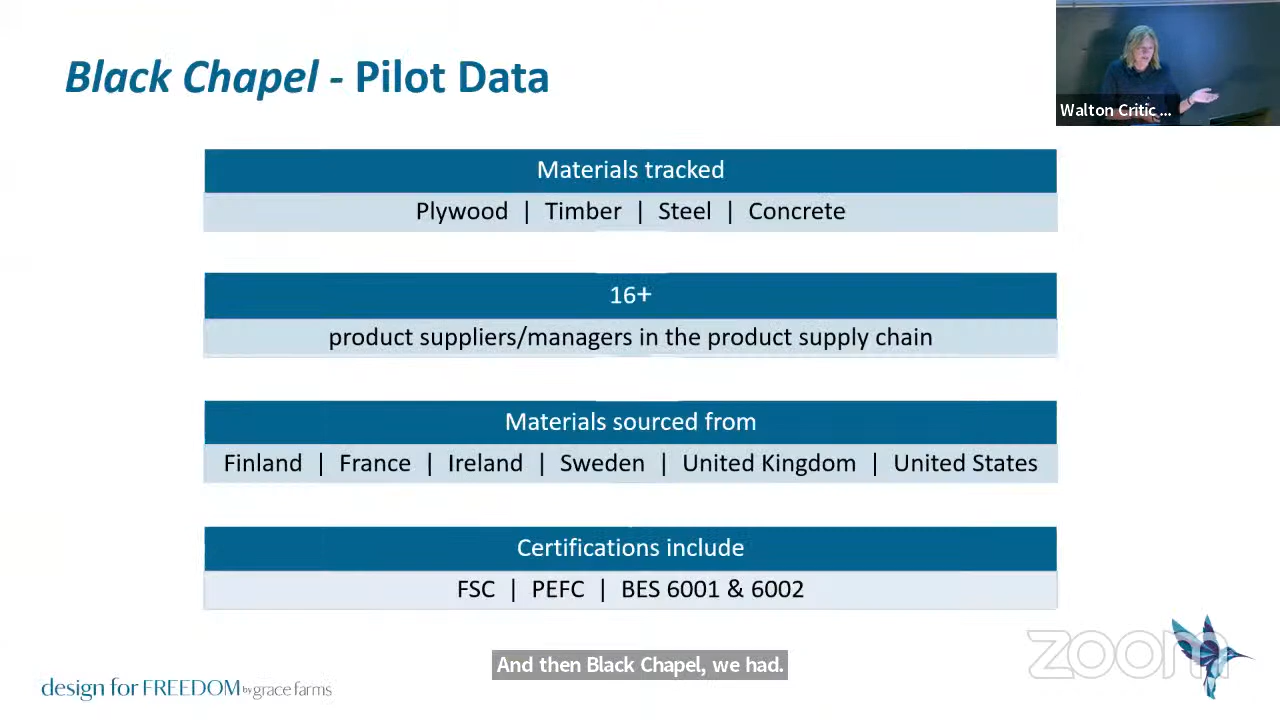 Black Chapel - Pilot Data
Walton Critic ...
Materials tracked
Plywood | Timber | Steel | Concrete
16+
product suppliers/managers in the product supply chain
Materials sourced from
Finland | France | Ireland | Sweden | United Kingdom | United States
Certifications include
FSC | PEFC | BES 6001 & 6002
And then Black Chapel, we had.
zoom
design for FREEDOM by grace farms